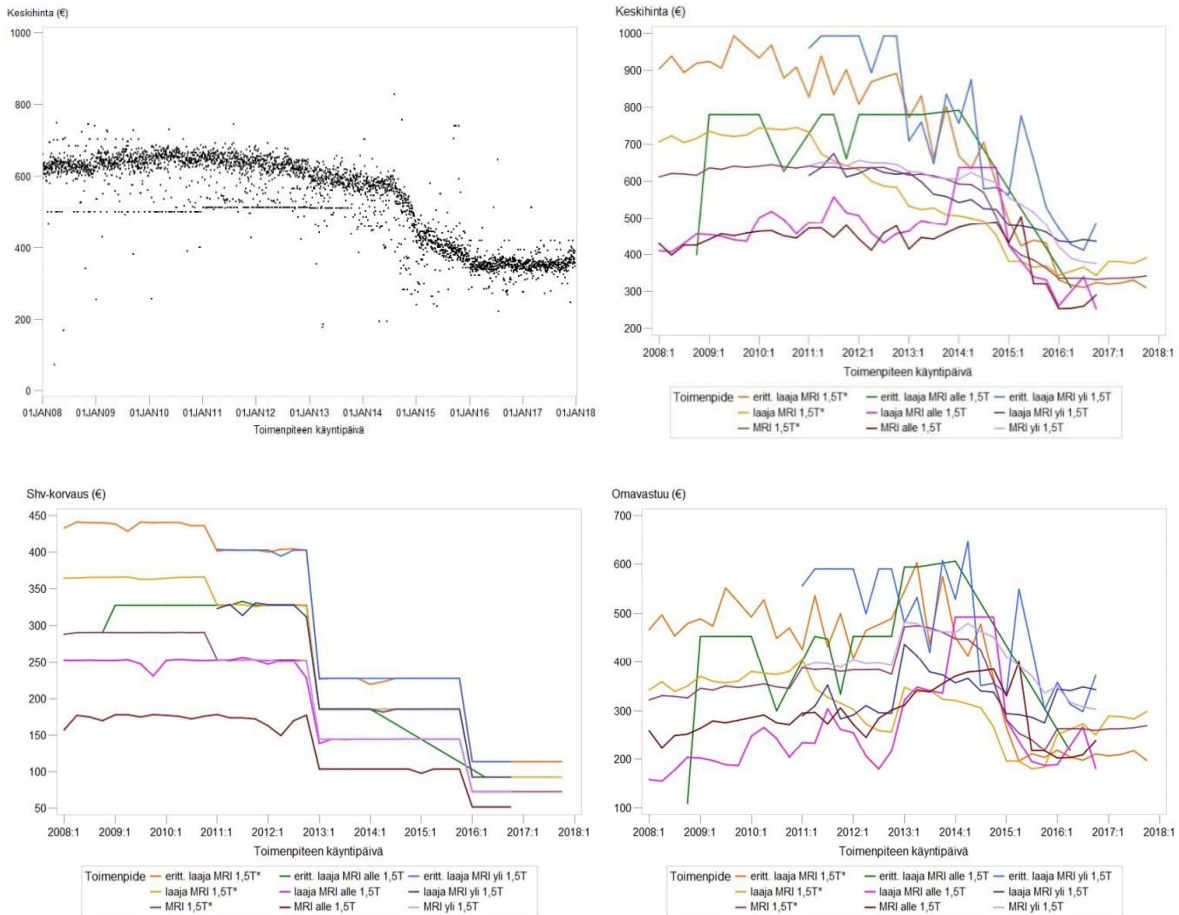 Keskihinta (€)
1000
800
600
400
200
0
01JAN08 01JAN09 01JAN10 01JAN11 01JAN12 01JAN13 01JAN14 01JAN15 01JAN16 01JAN17 01JAN18
Toimenpiteen käyntipäivä
Keskihinta (€)
1000
900
800
700
600
500
400
300
200
2008:1 2009:1 2010:1 2011:1 2012:1 2013:1 2014:1 2015:1 2016:1 2017:1 2018:1
Toimenpiteen käyntipäivä
Toimenpide eritt. laaja MRI 1,5T* eritt. laaja MRI alle 1,5T eritt. laaja MRI yli 1,5T
laaja MRI 1,5T* laaja MRI alle 1,5T laaja MRI yli 1,5T
MRI 1,5T* MRI alle 1,5T MRI yli 1,5T
Shv-korvaus (€)
450
400
350
300
250
200
150
100
50
2008:1 2009:1 2010:1 2011:1 2012:1 2013:1 2014:1 2015:1 2016:1 2017:1 2018:1
Toimenpiteen käyntipäivä
Toimenpide eritt. laaja MRI 1,5T* eritt. laaja MRI alle 1,5T eritt. laaja MRI yli 1,5T
laaja MRI 1,5T* laaja MRI alle 1,5T laaja MRI yli 1,5T
MRI 1,5T* MRI alle 1,5T MRI yli 1,5T
Omavastuu (€)
700
600
500
400
300
200
100
2008:1 2009:1 2010:1 2011:1 2012:1 2013:1 2014:1 2015:1 2016:1 2017:1 2018:1
Toimenpiteen käyntipäivä
Toimenpide eritt. laaja MRI 1,5T* eritt. laaja MRI alle 1,5T eritt. laaja MRI yli 1,5T
laaja MRI 1,5T* laaja MRI alle 1,5T laaja MRI yli 1,5T
MRI 1,5T* MRI alle 1,5T MRI yli 1,5T